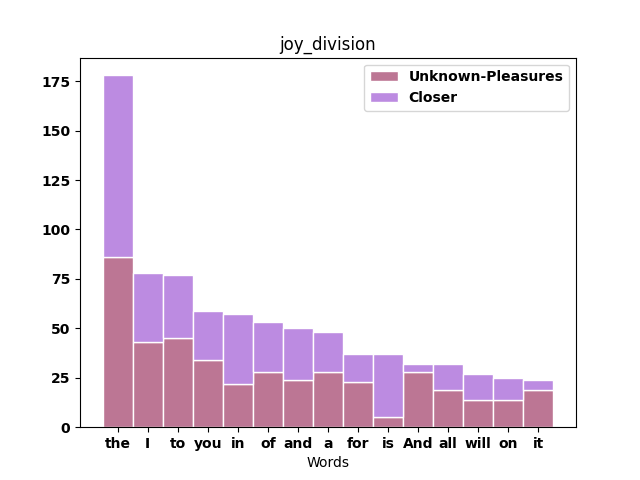 joy_division
Unknown-Pleasures
Closer
175
150
125
100
75
50
25
0
the I to you in of and a for is And all will on it
Words